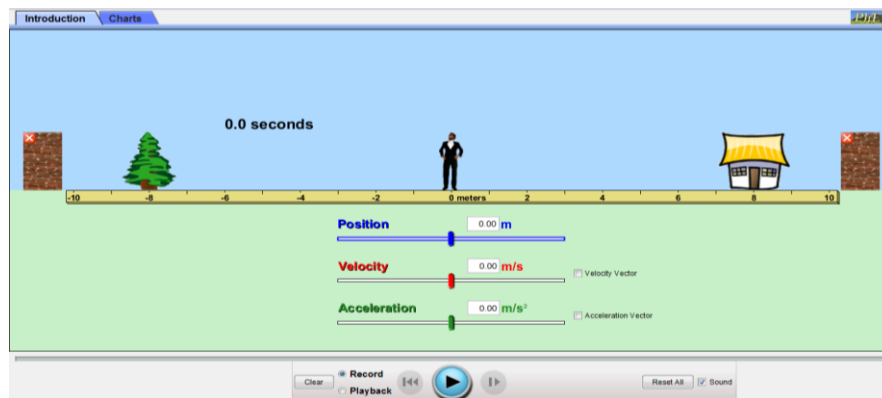 Introduction Charts PhET
0.0 seconds
-10 -8 -6 -4 -2 0 meters 2 4 6 8 10
Position 0.00 m
Velocity 0.00 m/s Velocity Vector
Acceleration 0.00 m/s² Acceleration Vector
Clear Record Reset All Sound
Playback